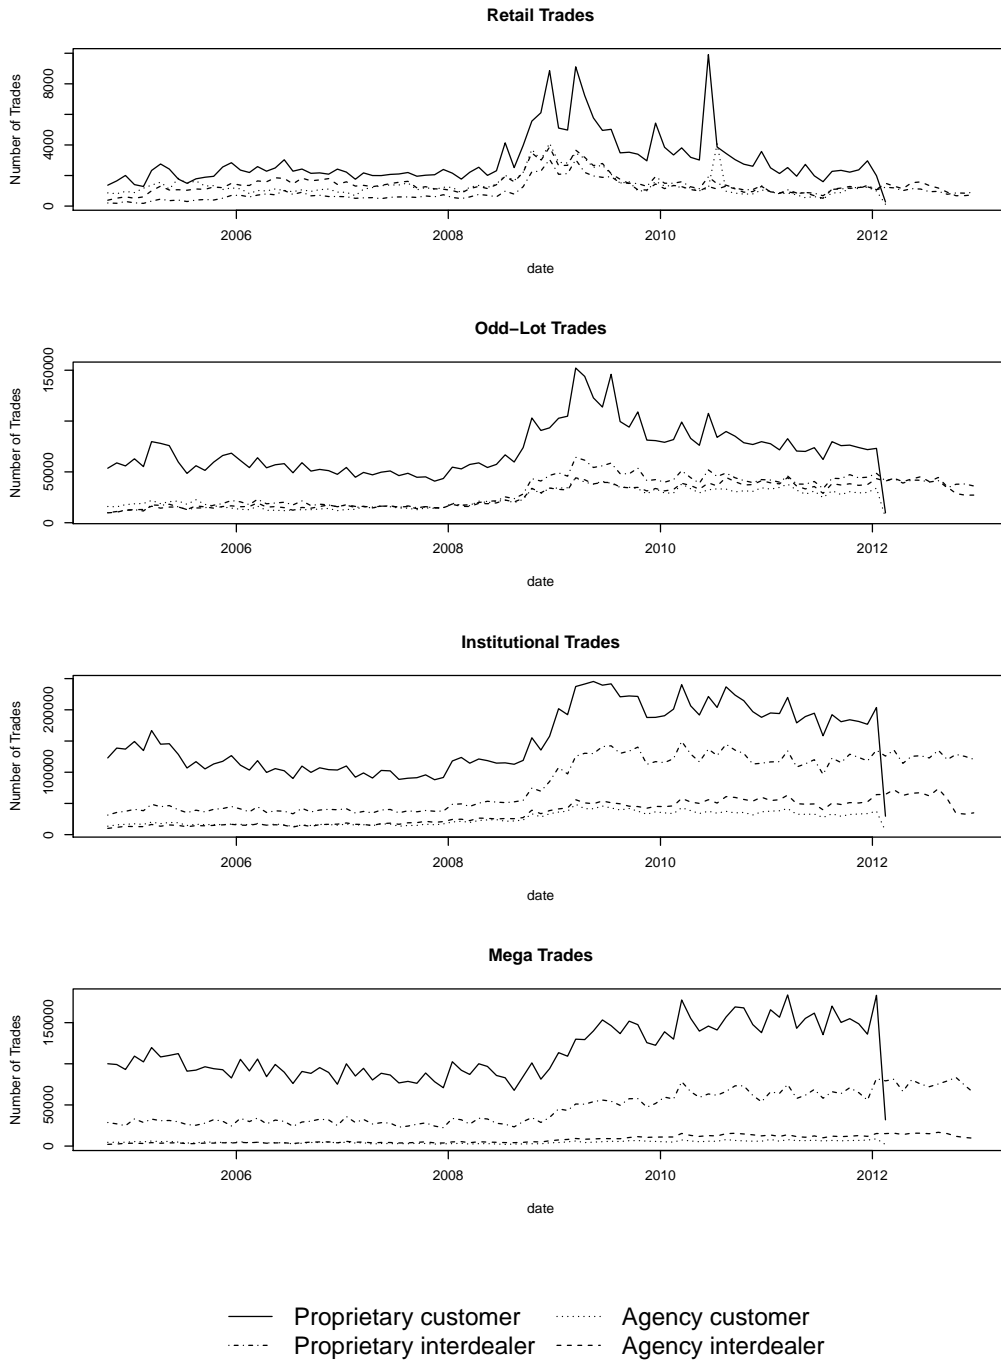 Retail Trades
Number of Trades
0
4000
8000
2006
2008
2010
2012
date
Odd−Lot Trades
Number of Trades
0
50000
150000
2006
2008
2010
2012
date
Institutional Trades
Number of Trades
0
100000
200000
2006
2008
2010
2012
date
Mega Trades
Number of Trades
0
50000
150000
2006
2008
2010
2012
date
Proprietary customer
Agency customer
Proprietary interdealer
Agency interdealer